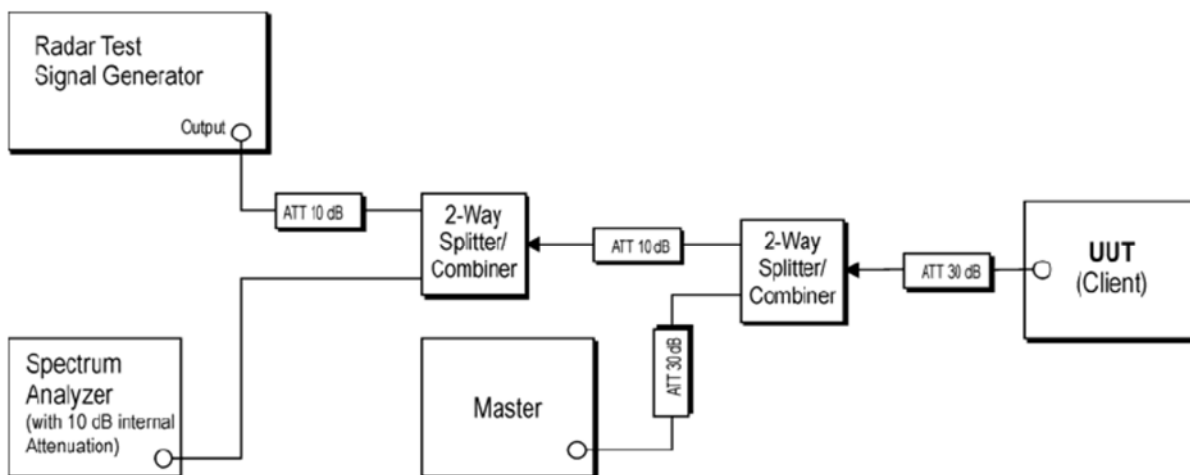 Radar Test
Signal Generator
Output
ATT 10 dB
2-Way
Splitter/
Combiner
ATT 10 dB
2-Way
Splitter/
Combiner
ATT 30 dB
UUT
(Client)
Spectrum
Analyzer
(with 10 dB internal
Attenuation)
Master
ATT 30 dB